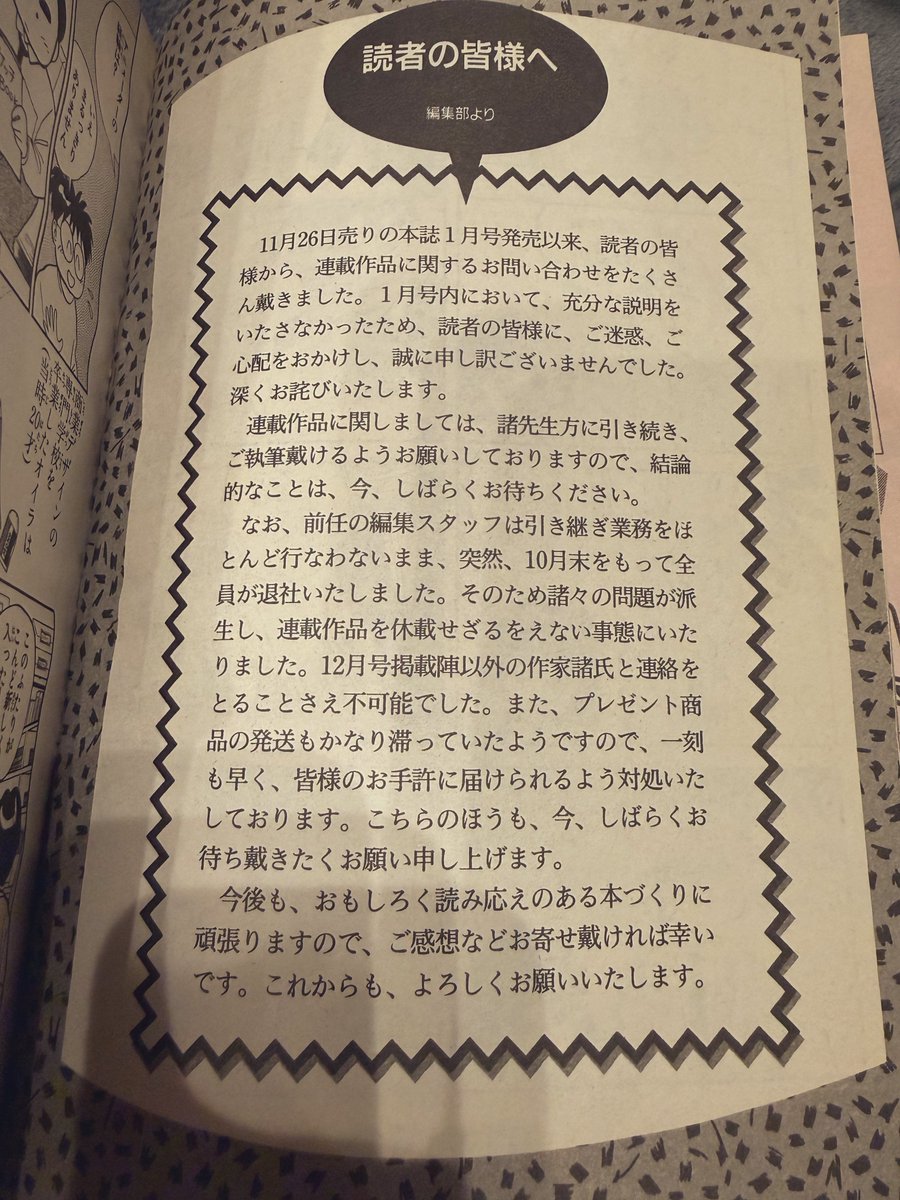 読者の皆様へ
編集部より
11月26日売りの本誌1月号発売以来、読者の皆
様から、連載作品に関するお問い合わせをたくさ
ん戴きました。1月号内において、充分な説明を
いたさなかったため、読者の皆様に、ご迷惑、ご
心配をおかけし、誠に申し訳ございませんでした。
深くお詫びいたします。
連載作品に関しましては、諸先生方に引き続き、
ご執筆戴けるようお願いしておりますので、結論
的なことは、今、しばらくお待ちください。
なお、前任の編集スタッフは引き継ぎ業務をほ
とんど行なわないまま、突然、10月末をもって全
員が退社いたしました。そのため諸々の問題が派
生し、連載作品を休載せざるをえない事態にいた
りました。12月号掲載陣以外の作家諸氏と連絡を
とることさえ不可能でした。また、プレゼント商
品の発送もかなり滞っていたようですので、一刻
も早く、皆様のお手許に届けられるよう対処いた
しております。こちらのほうも、今、しばらくお
待ち戴きたくお願い申し上げます。
今後も、おもしろく読み応えのある本づくりに
頑張りますので、ご感想などお寄せ戴ければ幸い
です。これからも、よろしくお願いいたします。
卒業したオイラは
当時20才